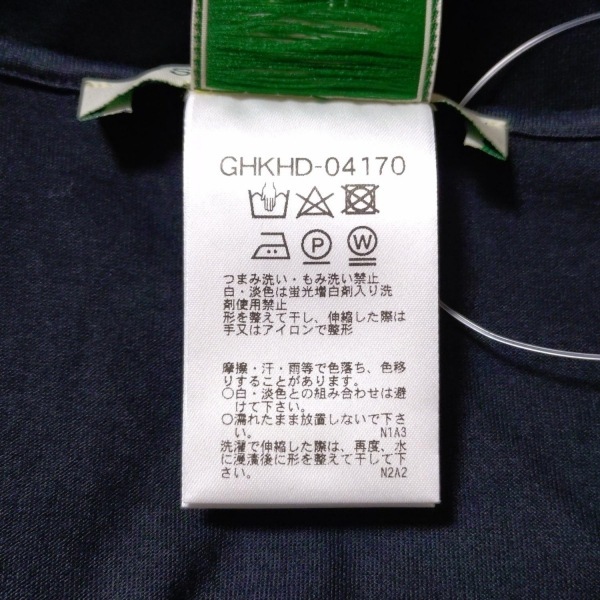 GHKHD-04170
P W
つまみ洗い・もみ洗い禁止
白・淡色は蛍光増白剤入り洗
剤使用禁止
形を整えて干し、伸縮した際は
手又はアイロンで整形
摩擦・汗・雨等で色落ち、色移
りすることがあります。
○白・淡色との組み合わせは避
けて下さい。
○濡れたまま放置しないで下さ
い。 N1A3
洗濯で伸縮した際は、再度、水
に浸漬後に形を整えて干して下
さい。 N2A2